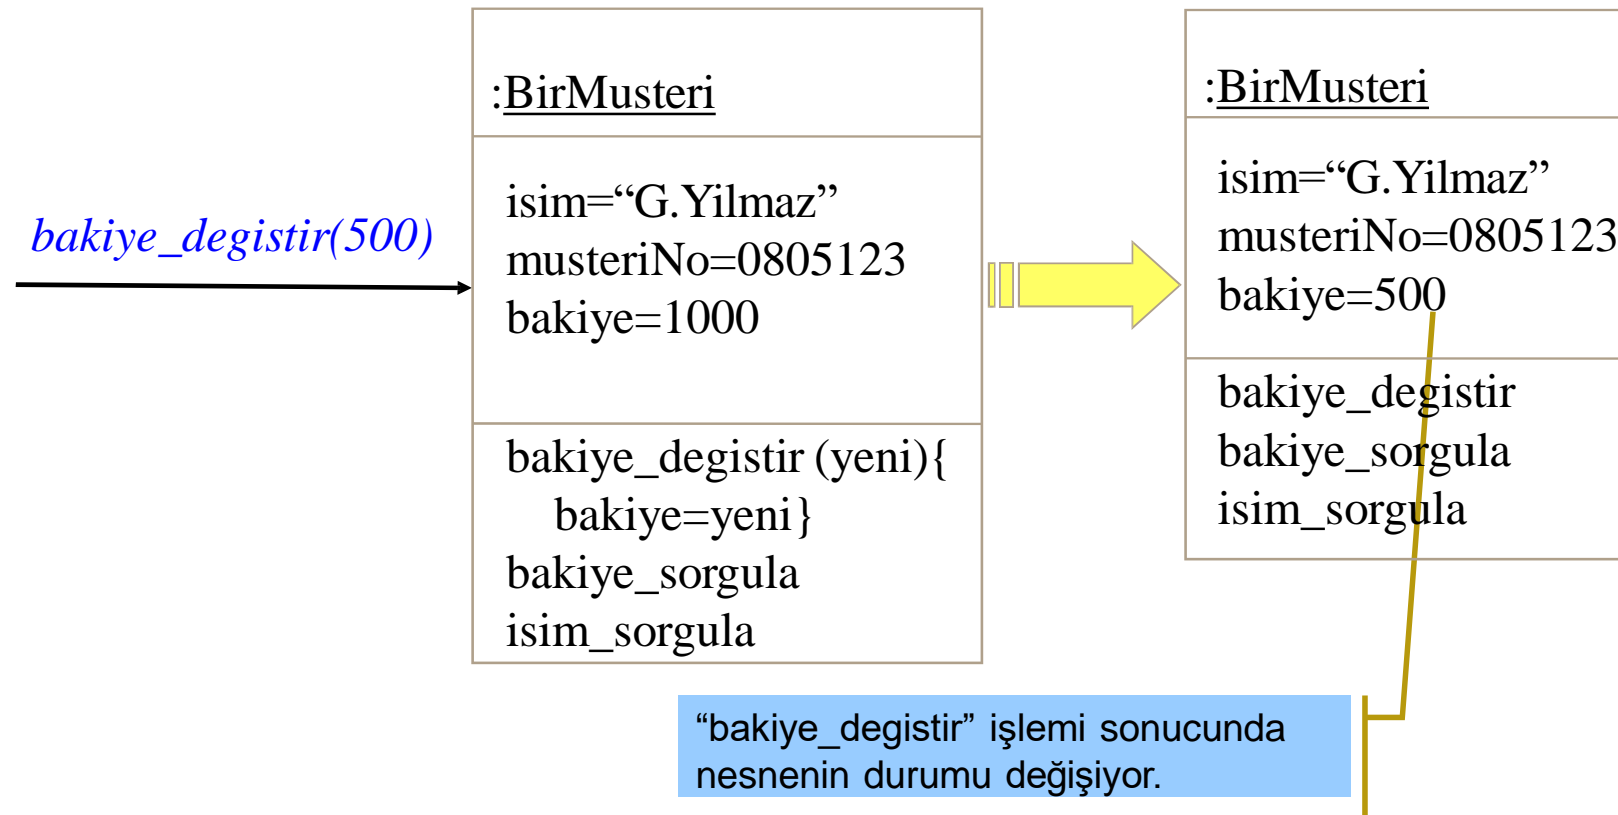 bakiye_degistir(500)
:BirMusteri
isim=“G.Yilmaz”
musteriNo=0805123
bakiye=1000
bakiye_degistir (yeni){
bakiye=yeni}
bakiye_sorgula
isim_sorgula
:BirMusteri
isim=“G.Yilmaz”
musteriNo=0805123
bakiye=500
bakiye_degistir
bakiye_sorgula
isim_sorgula
“bakiye_degistir” işlemi sonucunda
nesnenin durumu değişiyor.